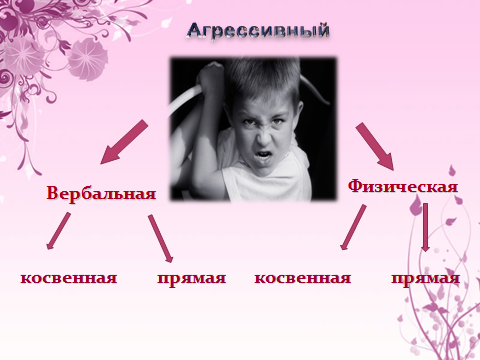 Агрессивный
Вербальная
Физическая
косвенная прямая косвенная прямая